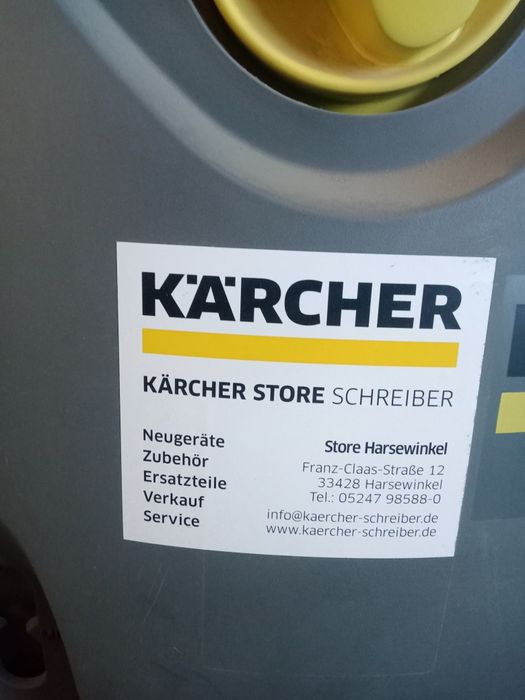 KÄRCHER
KÄRCHER STORE SCHREIBER
Neugeräte
Zubehör
Ersatzteile
Verkauf
Service
Store Harsewinkel
Franz-Claas-Straße 12
33428 Harsewinkel
Tel.: 05247 98588-0
info@kaercher-schreiber.de
www.kaercher-schreiber.de